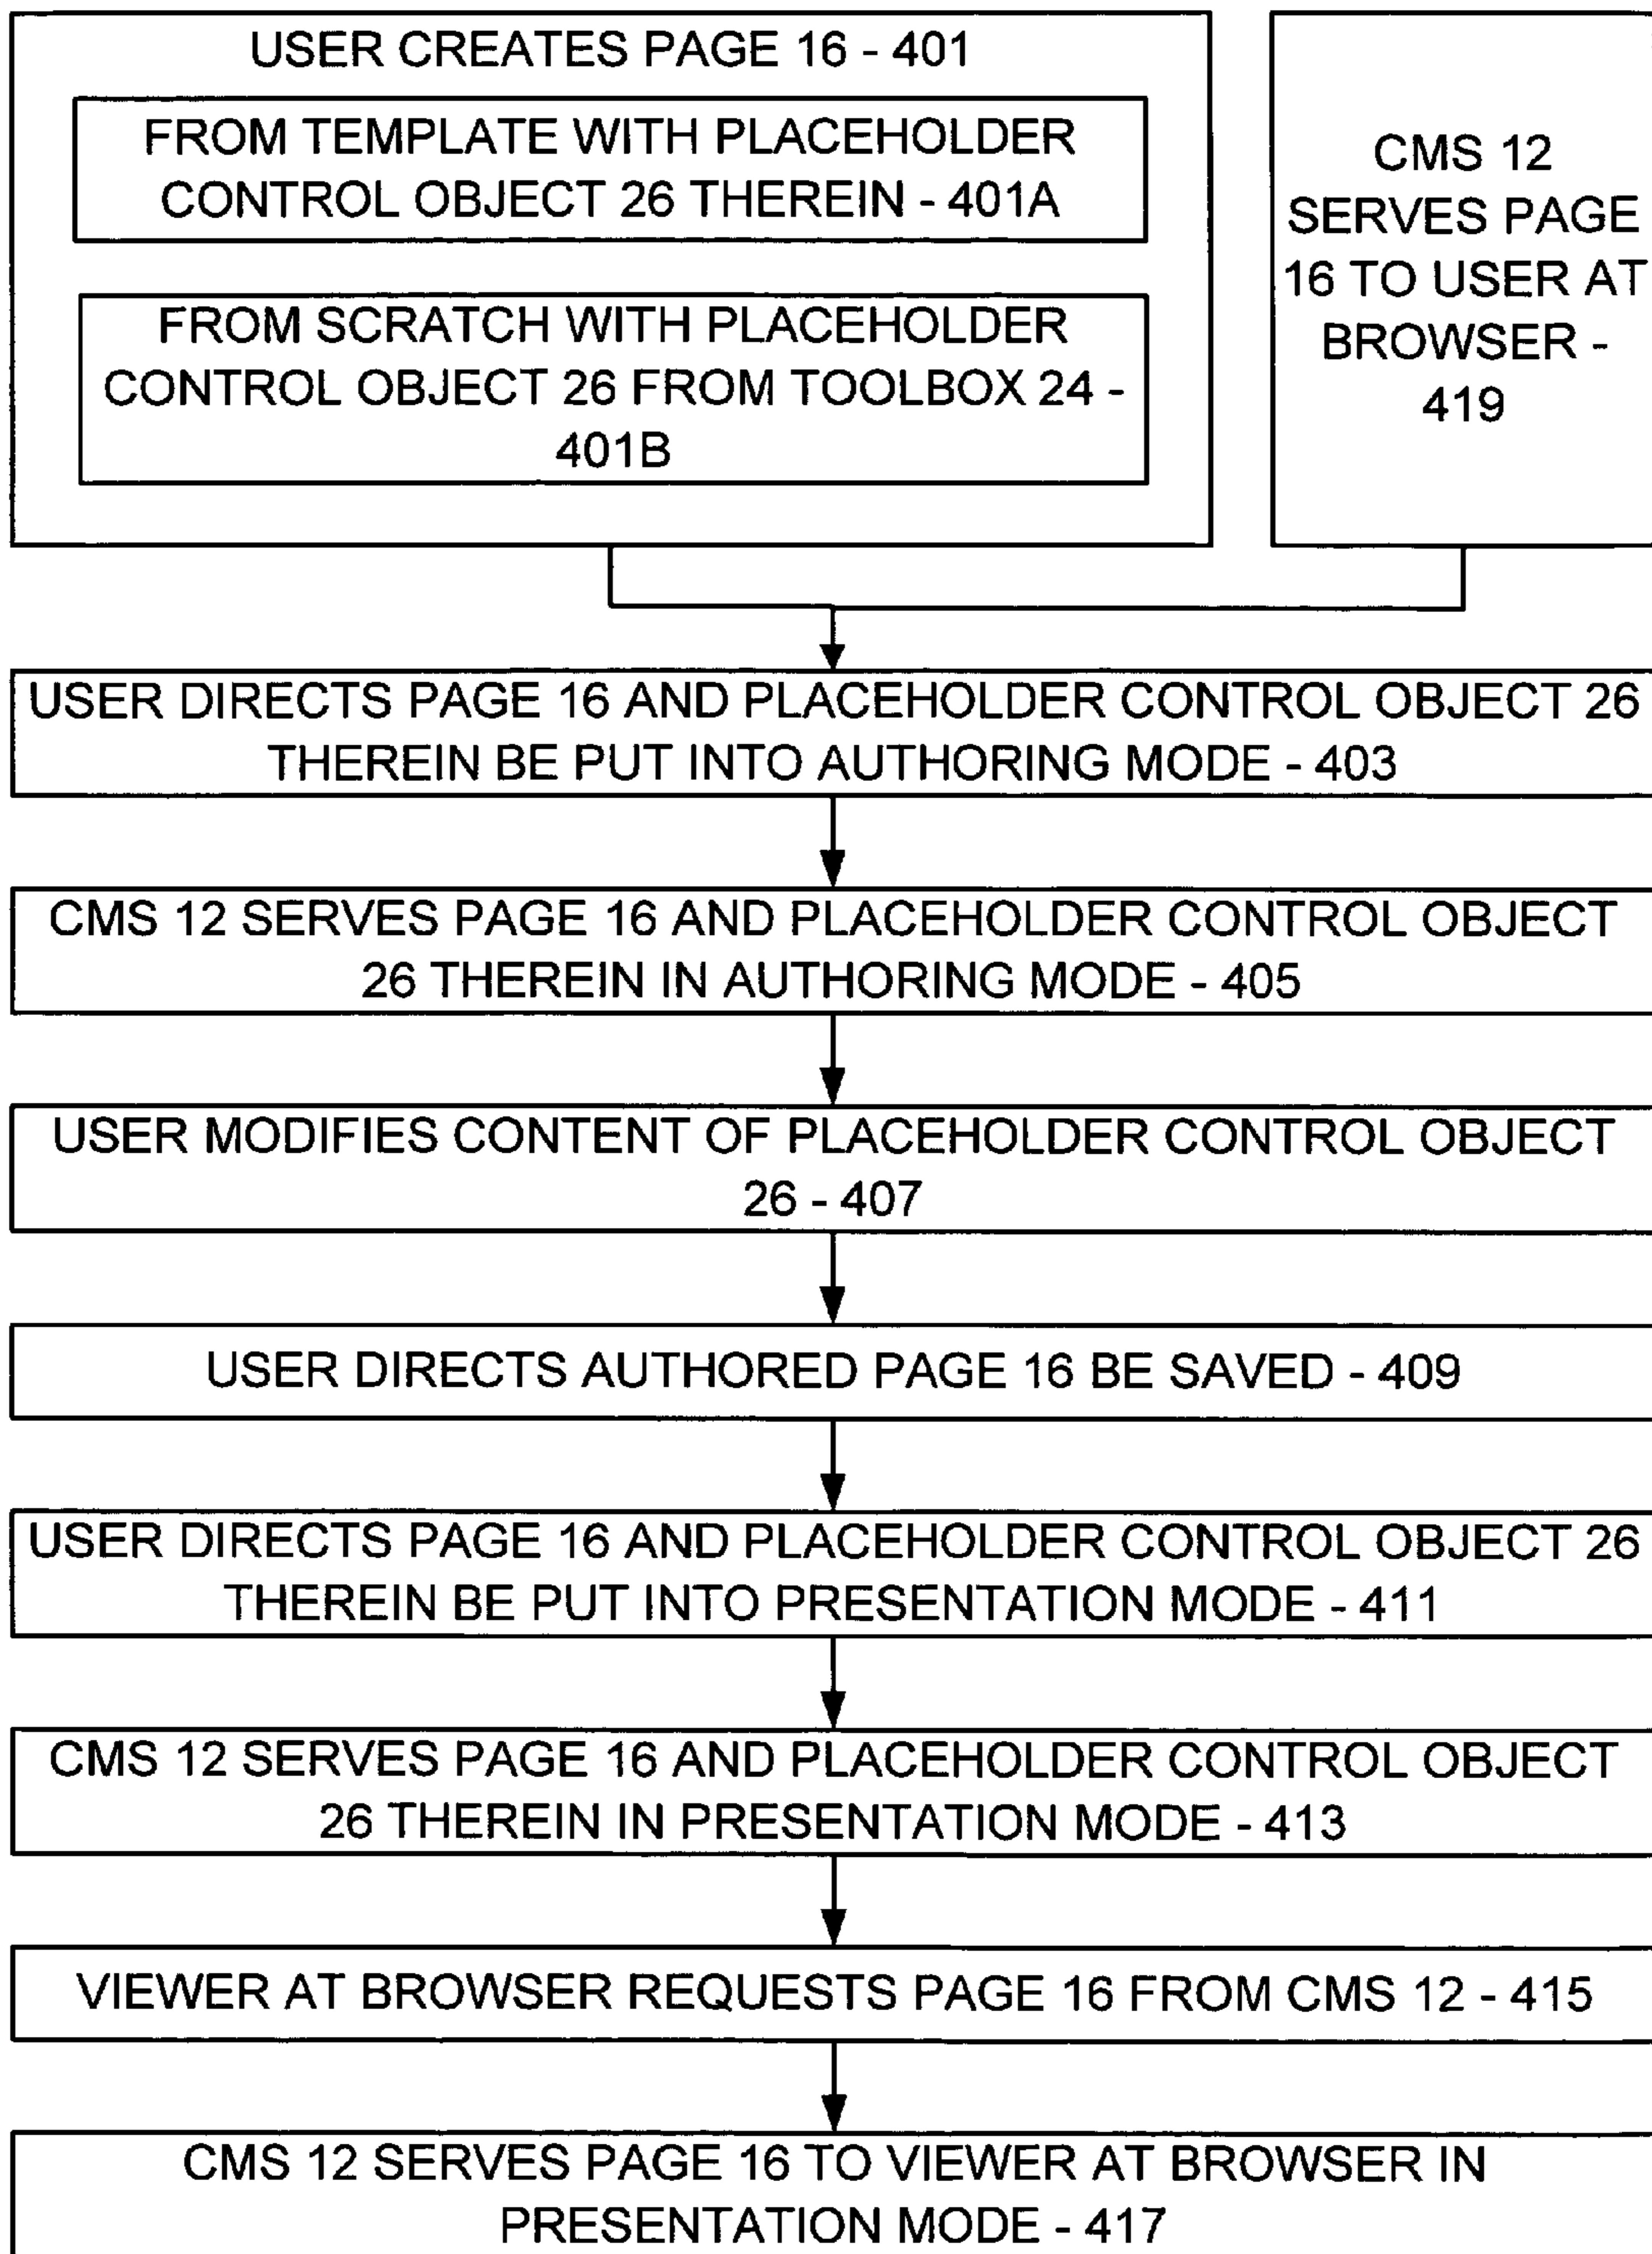 USER CREATES PAGE 16 - 401
FROM TEMPLATE WITH PLACEHOLDER
CONTROL OBJECT 26 THEREIN - 401A
FROM SCRATCH WITH PLACEHOLDER
CONTROL OBJECT 26 FROM TOOLBOX 24 -
401B
CMS 12
SERVES PAGE
16 TO USER AT
BROWSER -
419
USER DIRECTS PAGE 16 AND PLACEHOLDER CONTROL OBJECT 26
THEREIN BE PUT INTO AUTHORING MODE - 403
CMS 12 SERVES PAGE 16 AND PLACEHOLDER CONTROL OBJECT
26 THEREIN IN AUTHORING MODE - 405
USER MODIFIES CONTENT OF PLACEHOLDER CONTROL OBJECT
26 - 407
USER DIRECTS AUTHORED PAGE 16 BE SAVED - 409
USER DIRECTS PAGE 16 AND PLACEHOLDER CONTROL OBJECT 26
THEREIN BE PUT INTO PRESENTATION MODE - 411
CMS 12 SERVES PAGE 16 AND PLACEHOLDER CONTROL OBJECT
26 THEREIN IN PRESENTATION MODE - 413
VIEWER AT BROWSER REQUESTS PAGE 16 FROM CMS 12 - 415
CMS 12 SERVES PAGE 16 TO VIEWER AT BROWSER IN
PRESENTATION MODE - 417